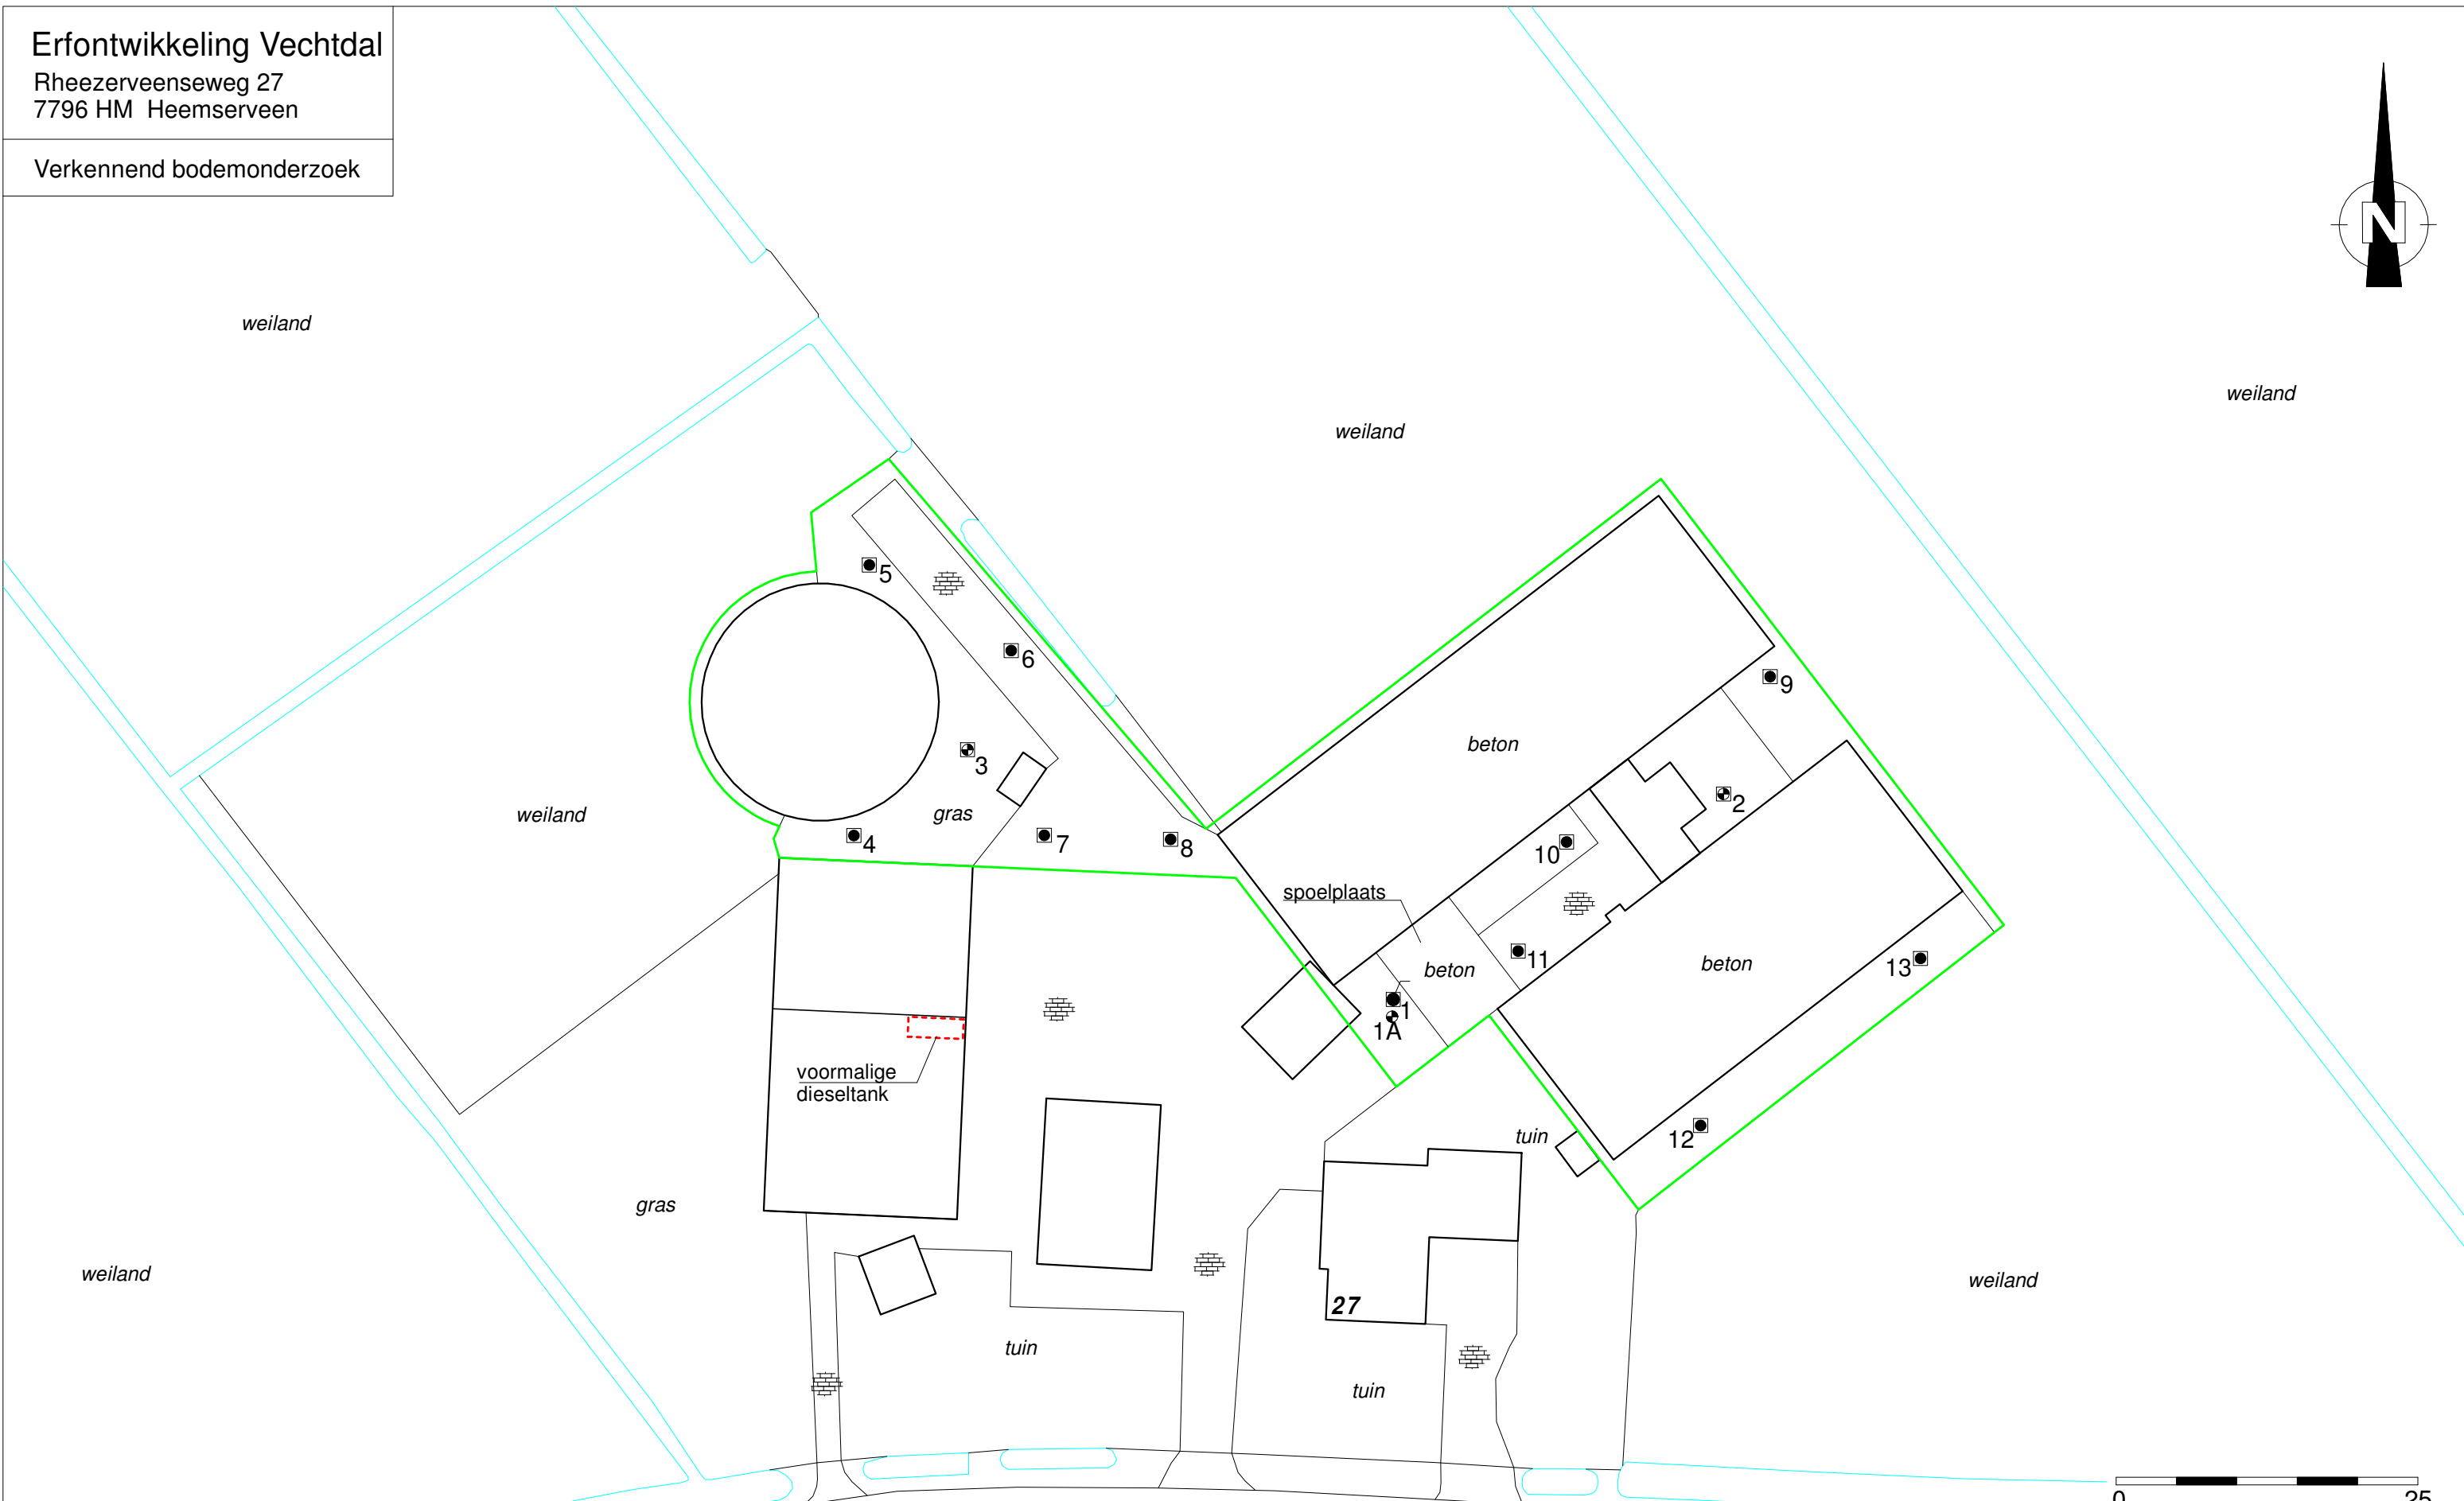 Erfontwikkeling Vechtdal
Rheezerveenseweg 27
7796 HM Heemserveen
Verkennend bodemonderzoek
N
weiland
weiland
weiland
5
6
9
beton
3
2
weiland
gras
4
7
8
10
spoelplaats
11
beton
beton
13
1
1A
voormalige
dieseltank
tuin
12
gras
weiland
weiland
27
tuin
tuin
0
25